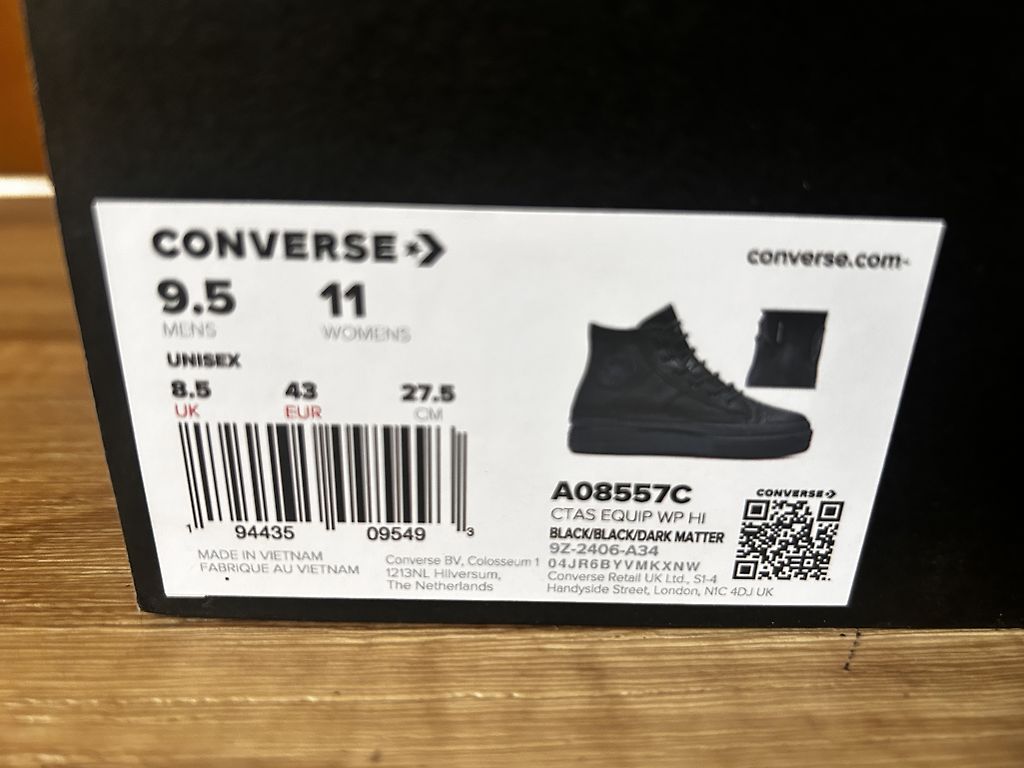 CONVERSE
converse.com
9.5 11
MENS WOMENS
UNISEX
8.5 43 27.5
UK EUR CM
1 94435 09549 3
MADE IN VIETNAM
FABRIQUE AU VIETNAM
Converse BV, Colosseum 1
1213NL Hilversum,
The Netherlands
A08557C
CTAS EQUIP WP HI
BLACK/BLACK/DARK MATTER
9Z-2406-A34
04JR6BYVMKXNW
Converse Retail UK Ltd., S1-4
Handyside Street, London, N1C 4DJ UK
CONVERSE